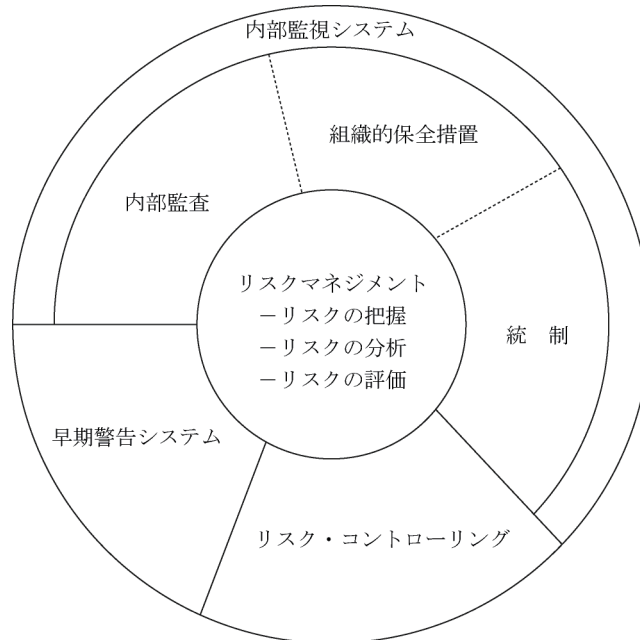 内部監視システム
組織的保全措置
内部監査
リスクマネジメント
－リスクの把握
－リスクの分析
－リスクの評価
統　制
早期警告システム
リスク・コントローリング